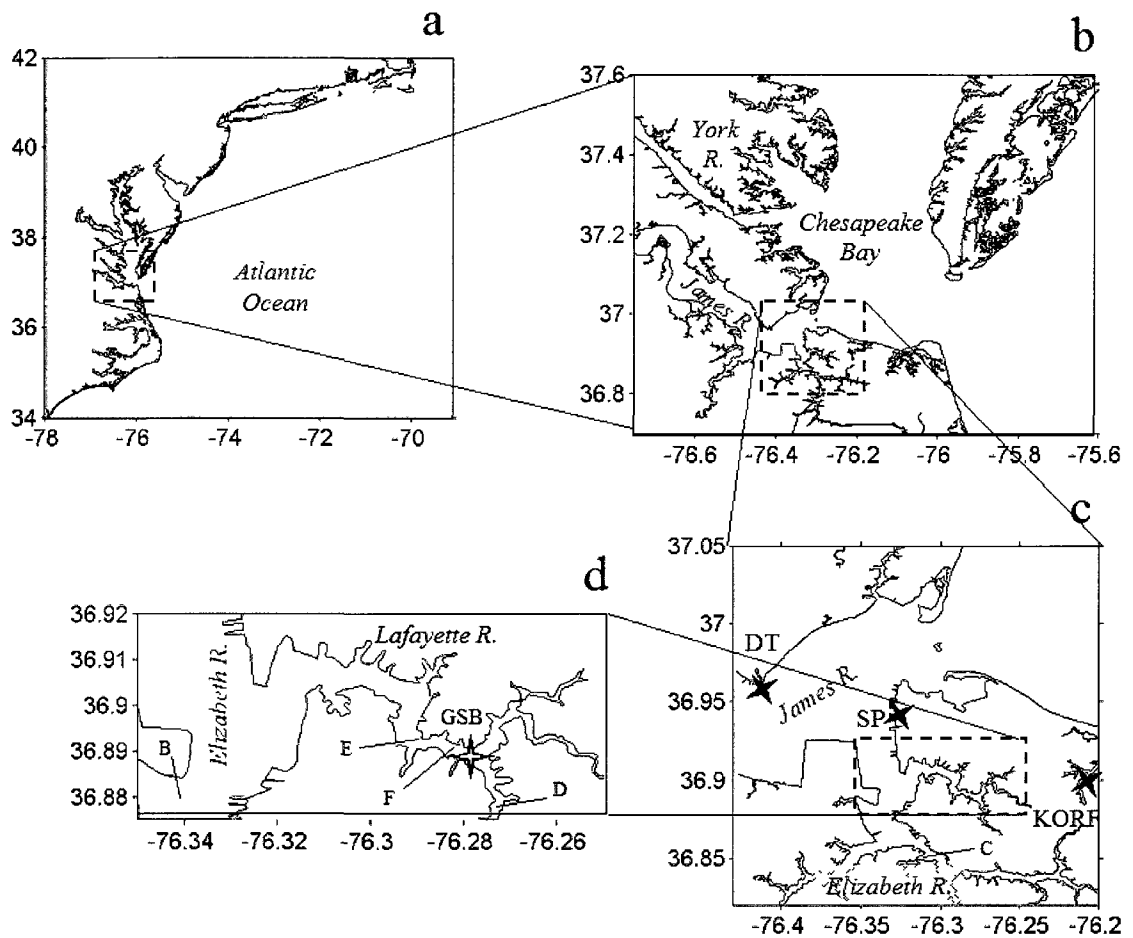 a
42
40
38
36
34
-78
-76
-74
-72
-70
Atlantic
Ocean
b
37.6
37.4
37.2
37
36.8
-76.6
-76.4
-76.2
-76
-75.8
-75.6
York
R.
Chesapeake
Bay
James R.
c
37.05
37
36.95
36.9
36.85
-76.4
-76.35
-76.3
-76.25
-76.2
DT
James R.
SP
KORF
C
Elizabeth R.
d
36.92
36.91
36.9
36.89
36.88
-76.34
-76.32
-76.3
-76.28
-76.26
Lafayette R.
Elizabeth R.
GSB
B
E
F
D